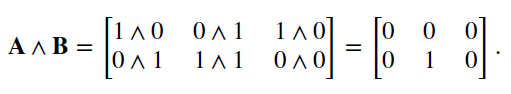 A ∧ B = [1 ∧ 0 0 ∧ 1 1 ∧ 0
0 ∧ 1 1 ∧ 1 0 ∧ 0] = [0 0 0
0 1 0] .